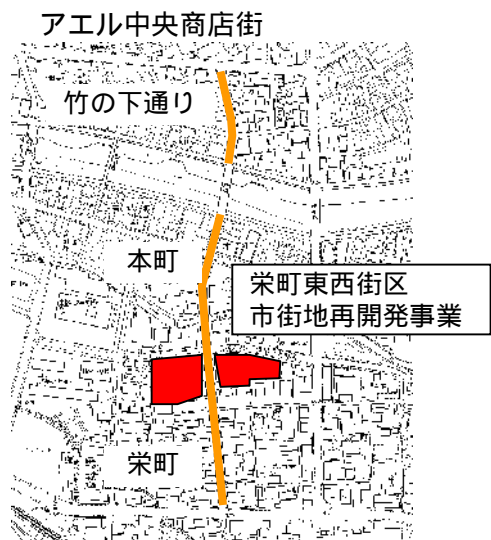 アエル中央商店街
竹の下通り
本町
栄町東西街区
市街地再開発事業
栄町